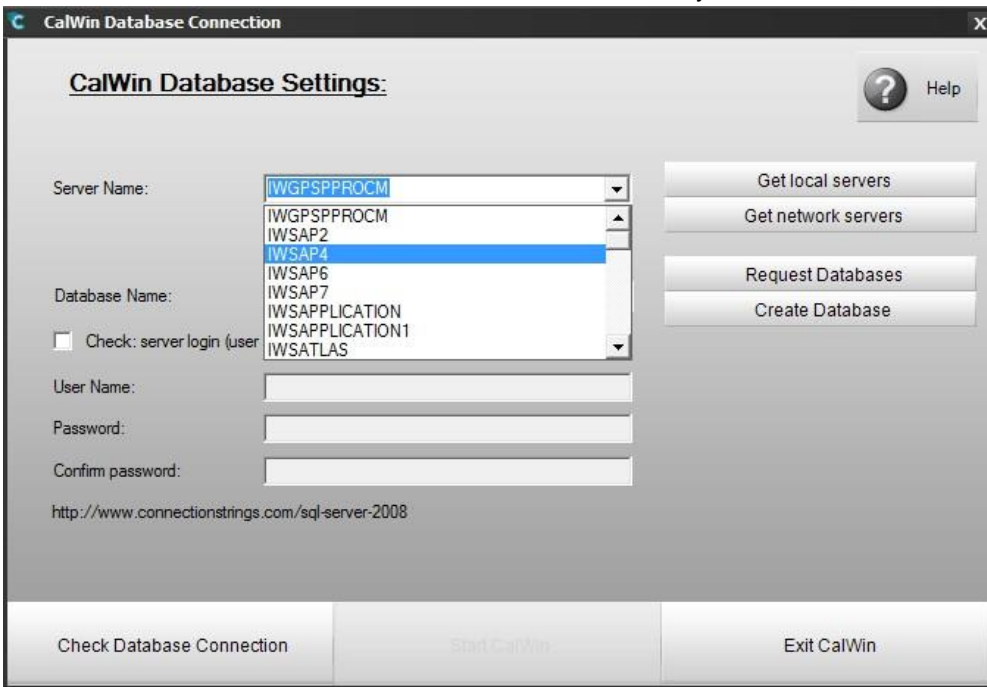 CalWin Database Connection
X
CalWin Database Settings:
? Help
Server Name:
IWGPSPPROCM
Get local servers
IWGPSPPROCM
Get network servers
IWSAP2
IWSAP4
IWSAP6
Request Databases
IWSAP7
Database Name:
IWSAPPLICATION
Create Database
IWSAPPLICATION1
Check: server login (user
IWSATLAS
User Name:
Password:
Confirm password:
http://www.connectionstrings.com/sql-server-2008
Check Database Connection
Start CalWin
Exit CalWin